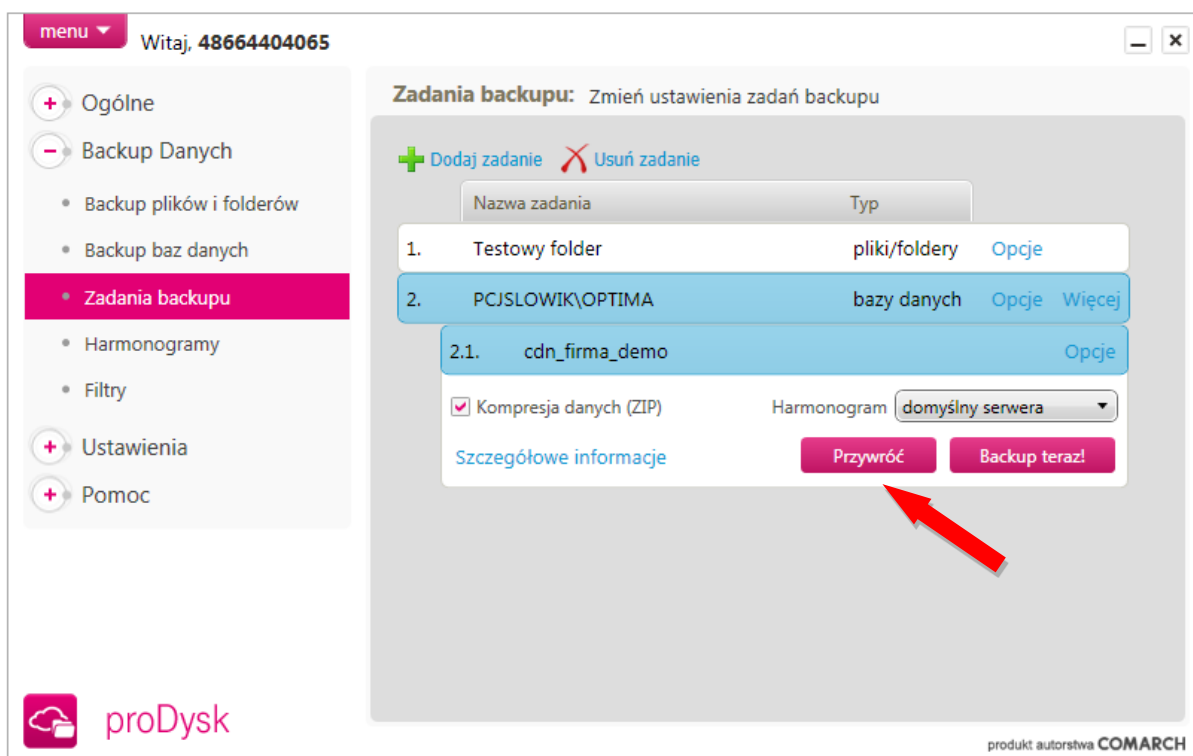 menu
Witaj, 48664404065
Ogólne
Backup Danych
Backup plików i folderów
Backup baz danych
Zadania backupu
Harmonogramy
Filtry
Ustawienia
Pomoc
proDysk
Zadania backupu: Zmień ustawienia zadań backupu
Dodaj zadanie Usuń zadanie
Nazwa zadania Typ
1. Testowy folder pliki/foldery Opcje
2. PCJSLOWIK\OPTIMA bazy danych Opcje Więcej
2.1. cdn_firma_demo Opcje
Kompresja danych (ZIP) Harmonogram domyślny serwera
Szczegółowe informacje Przywróć Backup teraz!
produkt autorstwa COMARCH